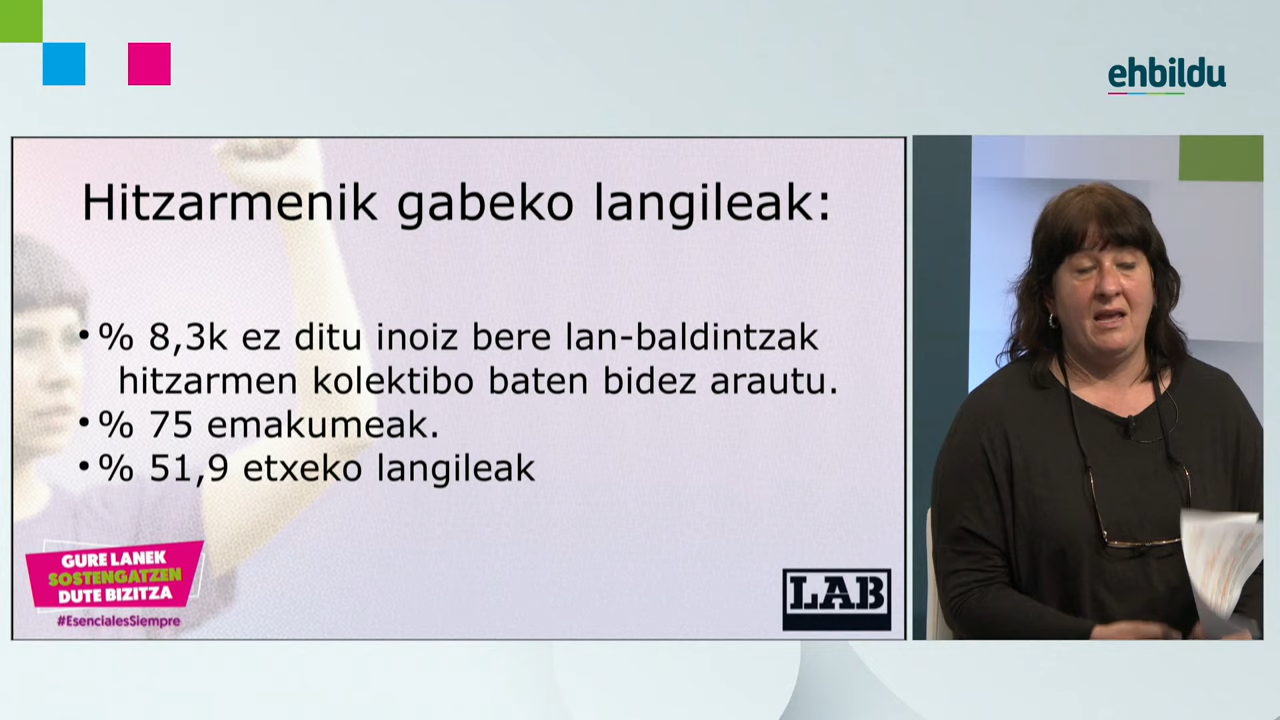 ehbildu
Hitzarmenik gabeko langileak:
• % 8,3k ez ditu inoiz bere lan-baldintzak
hitzarmen kolektibo baten bidez arautu.
• % 75 emakumeak.
• % 51,9 etxeko langileak
GURE LANEK
SOSTENGATZEN
DUTE BIZITZA
#EsencialesSiempre
LAB